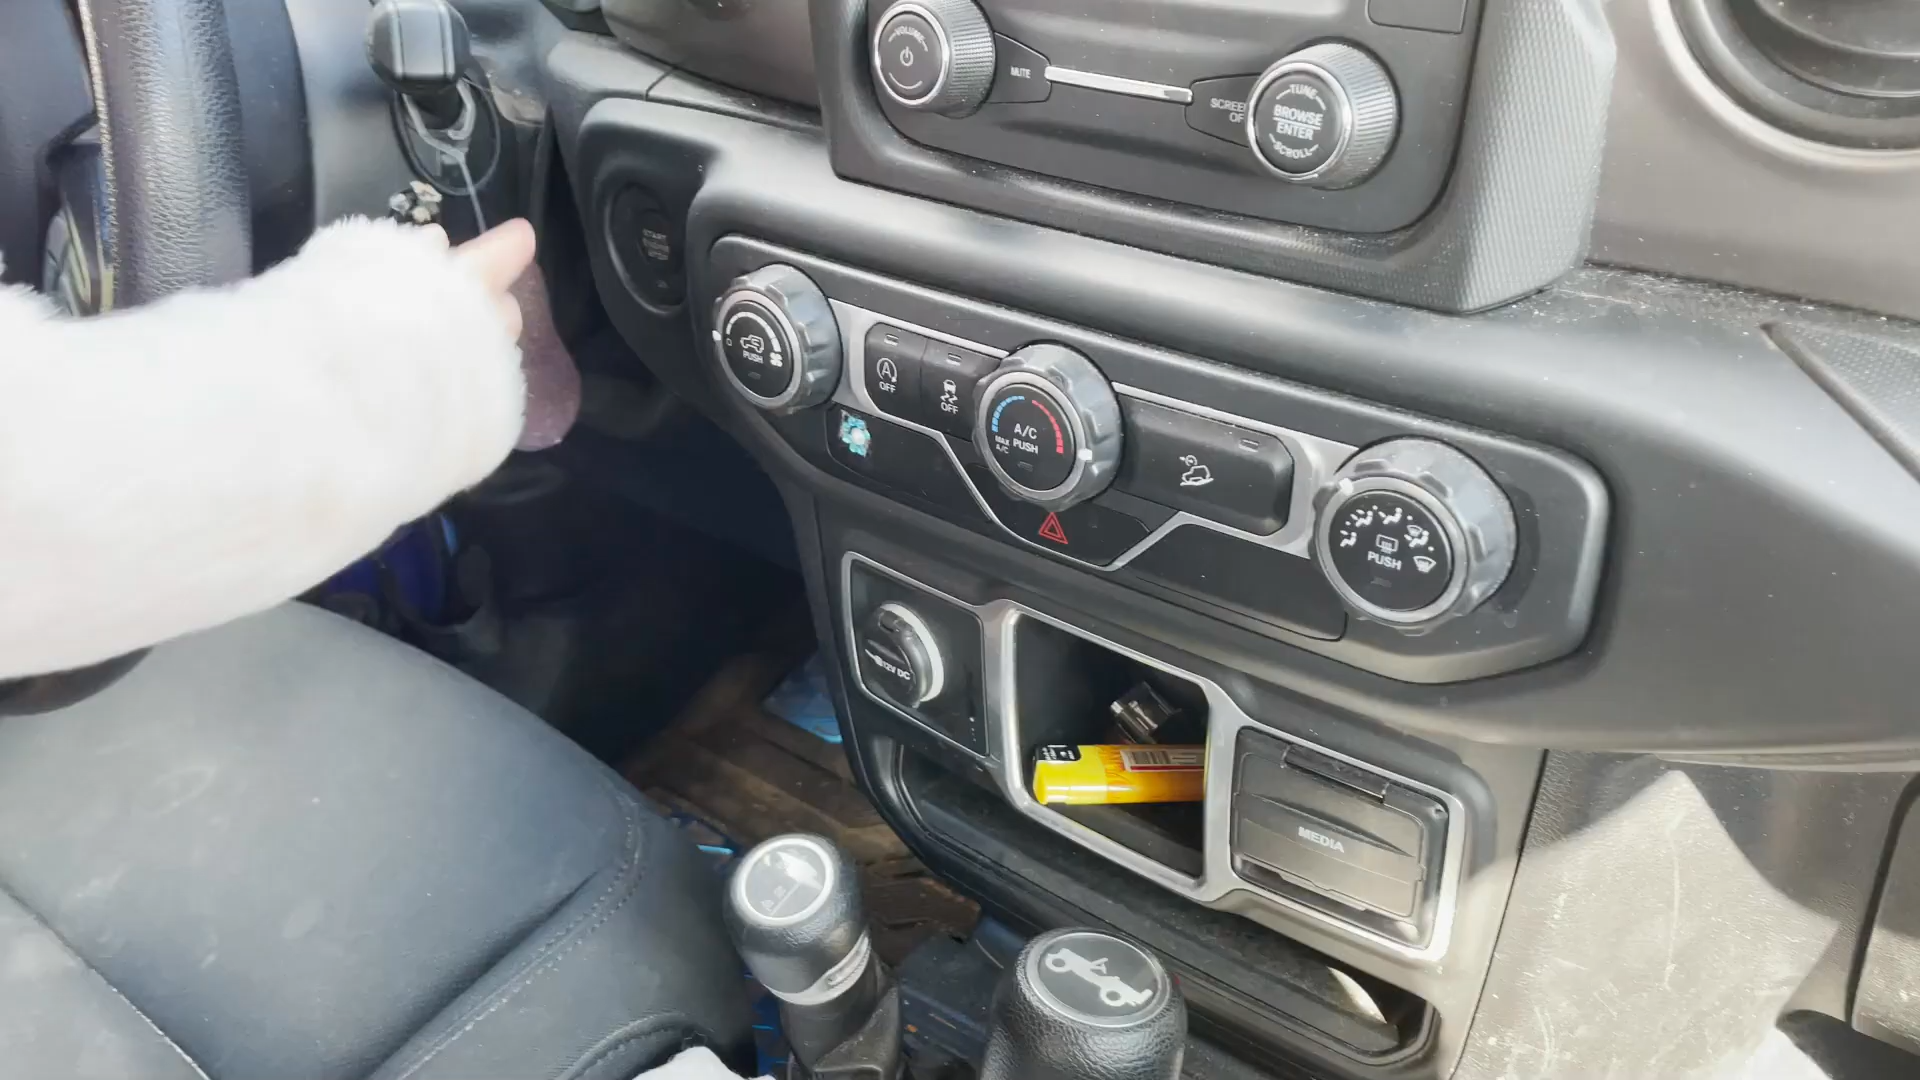 VOLUME
MUTE
SCREEN
OF
TUNE
BROWSE
ENTER
SCROLL
START
ENGINE
STOP
PUSH
A
OFF
OFF
A/C
PUSH
MAX
A/C
PUSH
12V DC
MEDIA